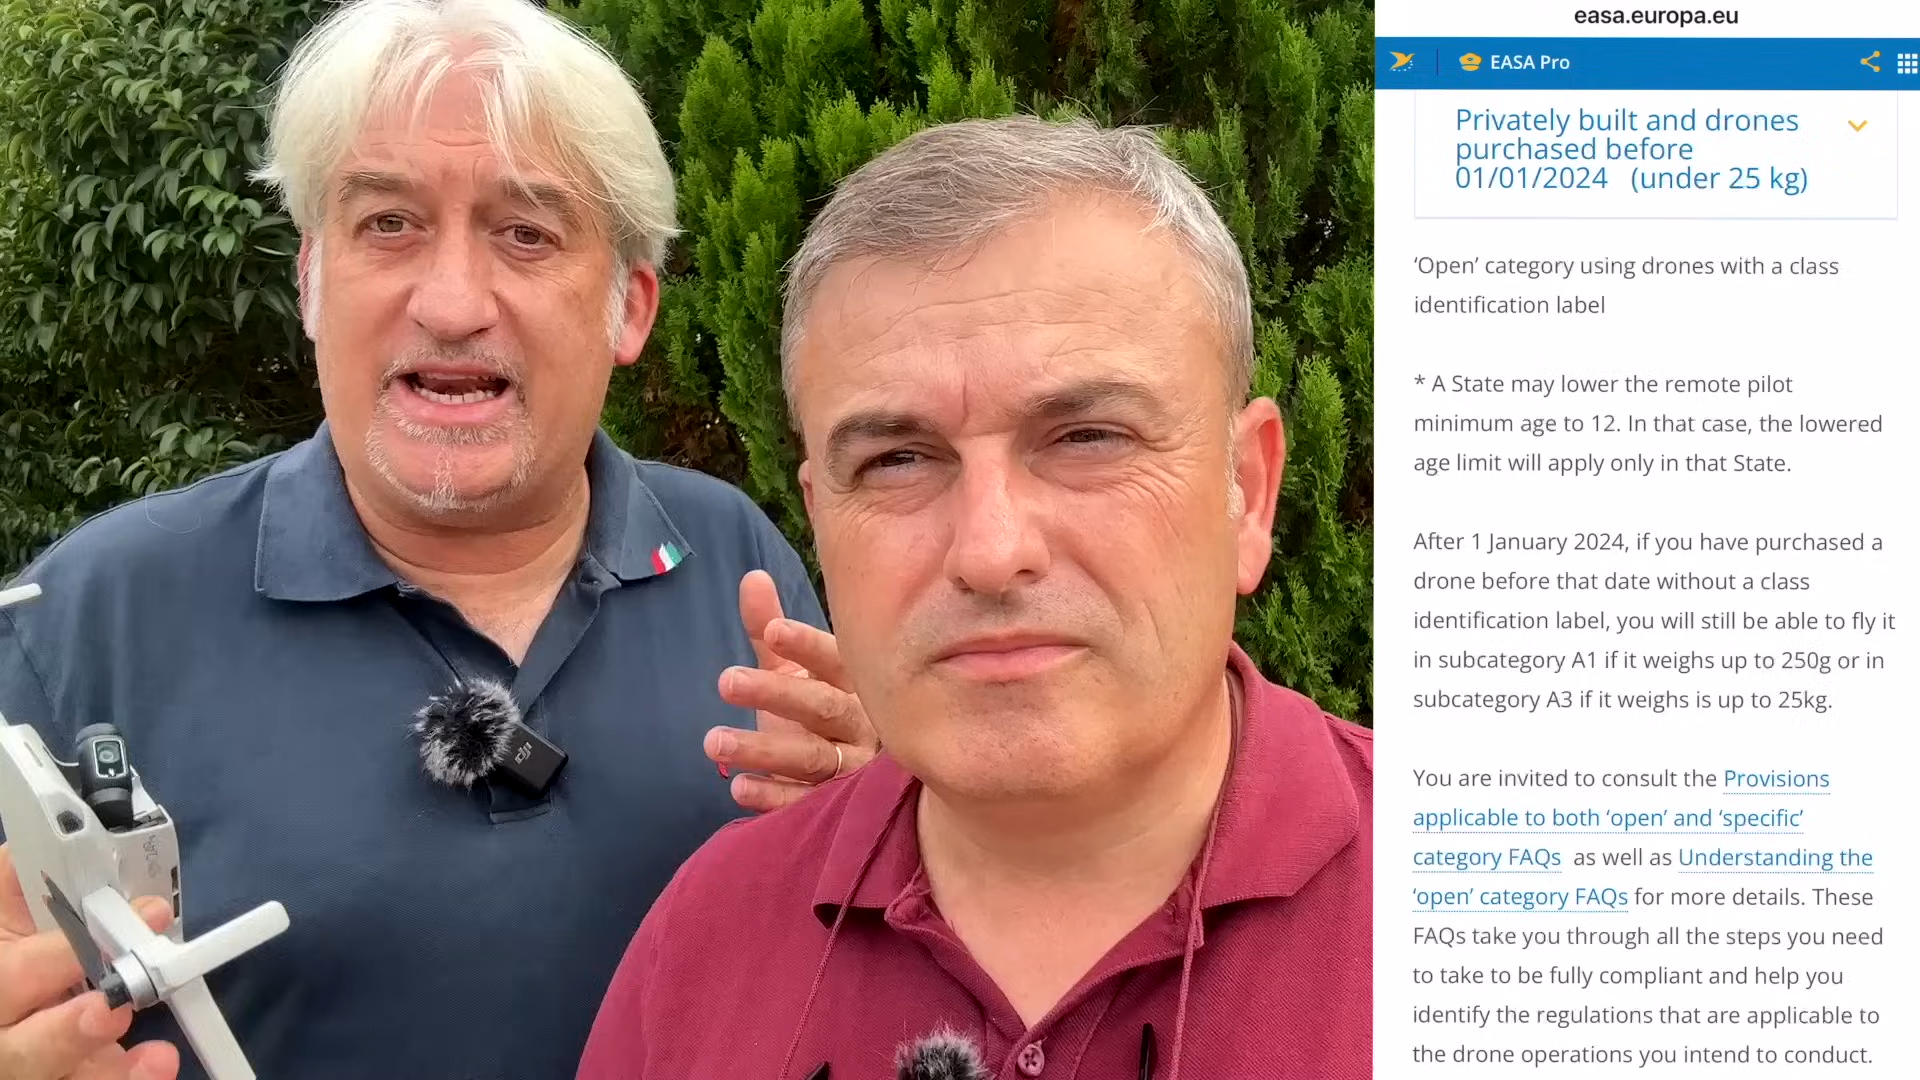 easa.europa.eu
EASA Pro
Privately built and drones
purchased before
01/01/2024 (under 25 kg)
‘Open’ category using drones with a class
identification label
* A State may lower the remote pilot
minimum age to 12. In that case, the lowered
age limit will apply only in that State.
After 1 January 2024, if you have purchased a
drone before that date without a class
identification label, you will still be able to fly it
in subcategory A1 if it weighs up to 250g or in
subcategory A3 if it weighs is up to 25kg.
You are invited to consult the Provisions
applicable to both ‘open’ and ‘specific’
category FAQs as well as Understanding the
‘open’ category FAQs for more details. These
FAQs take you through all the steps you need
to take to be fully compliant and help you
identify the regulations that are applicable to
the drone operations you intend to conduct.
dji